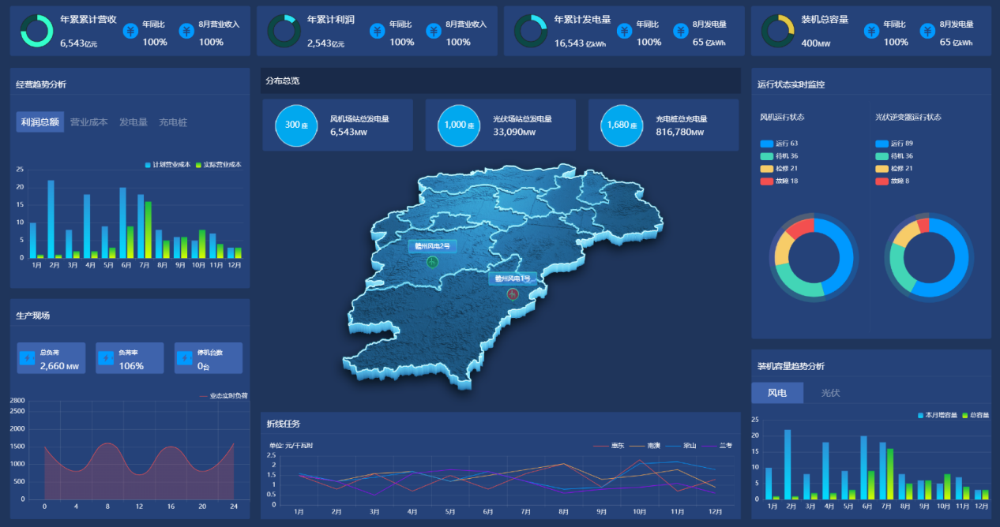 年累累计营收
6,543亿元
年同比
100%
8月营业收入
100%
年累计利润
2,543亿元
年同比
100%
8月营业收入
100%
年累计发电量
16,543 亿kWh
年同比
100%
8月发电量
65 亿kWh
装机总容量
400MW
年同比
100%
8月发电量
65 亿kWh
经营趋势分析
利润总额 营业成本 发电量 充电桩
计划营业成本 实际营业成本
25
20
15
10
5
0
1月 2月 3月 4月 5月 6月 7月 8月 9月 10月 11月 12月
生产现场
总负荷
2,660 MW
负荷率
106%
停机台数
0台
业态实时负荷
2800
2500
2000
1500
1000
500
0
0 4 8 12 16 20 24
分布总览
300 座
风机场站总发电量
6,543MW
1,000 座
光伏场站总发电量
33,090MW
1,680 座
充电桩总充电量
816,780MW
赣州风电2号
赣州风电1号
折线任务
单位: 元/千瓦时
惠东 南澳 梁山 兰考
2.5
2
1.5
1
0.5
0
1月 2月 3月 4月 5月 6月 7月 8月 9月 10月 11月 12月
运行状态实时监控
风机运行状态
运行 63
待机 36
检修 21
故障 18
光伏逆变器运行状态
运行 89
待机 36
检修 21
故障 8
装机容量趋势分析
风电 光伏
本月增容量 总容量
25
20
15
10
5
0
1月 2月 3月 4月 5月 6月 7月 8月 9月 10月 11月 12月